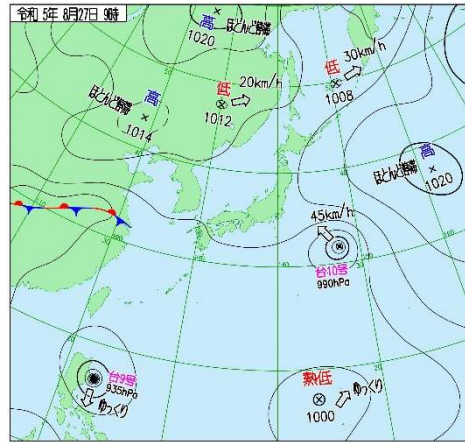 令和 5年 8月27日 9時
高
ほとんど停滞
1020
30km/h
低
1008
20km/h
低
1012
ほとんど停滞
高
1014
高
ほとんど停滞
1020
45km/h
台10号
990hPa
台9号
935hPa
ゆっくり
熱低
ゆっくり
1000